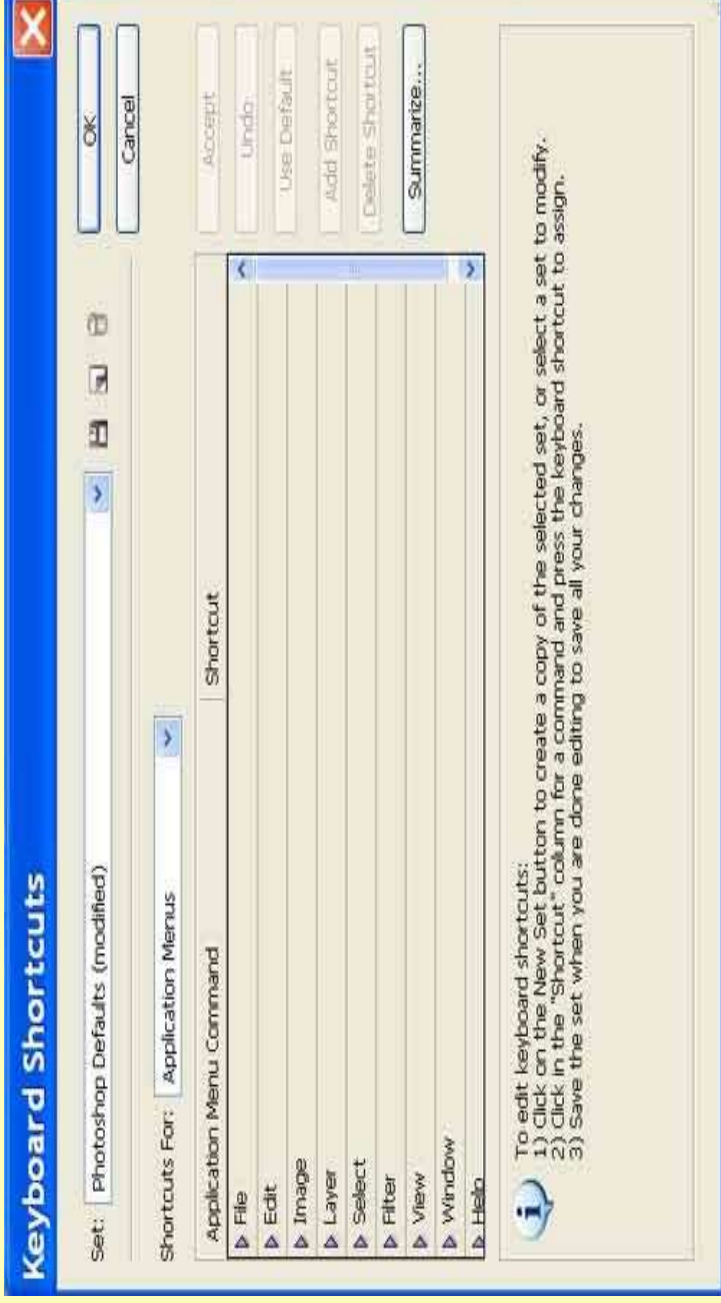 Keyboard Shortcuts
Set: Photoshop Defaults (modified)
OK
Cancel
Shortcuts For: Application Menus
Application Menu Command Shortcut
File
Edit
Image
Layer
Select
Filter
View
Window
Help
Accept
Undo
Use Default
Add Shortcut
Delete Shortcut
Summarize...
To edit keyboard shortcuts:
1) Click on the New Set button to create a copy of the selected set, or select a set to modify.
2) Click in the "Shortcut" column for a command and press the keyboard shortcut to assign.
3) Save the set when you are done editing to save all your changes.